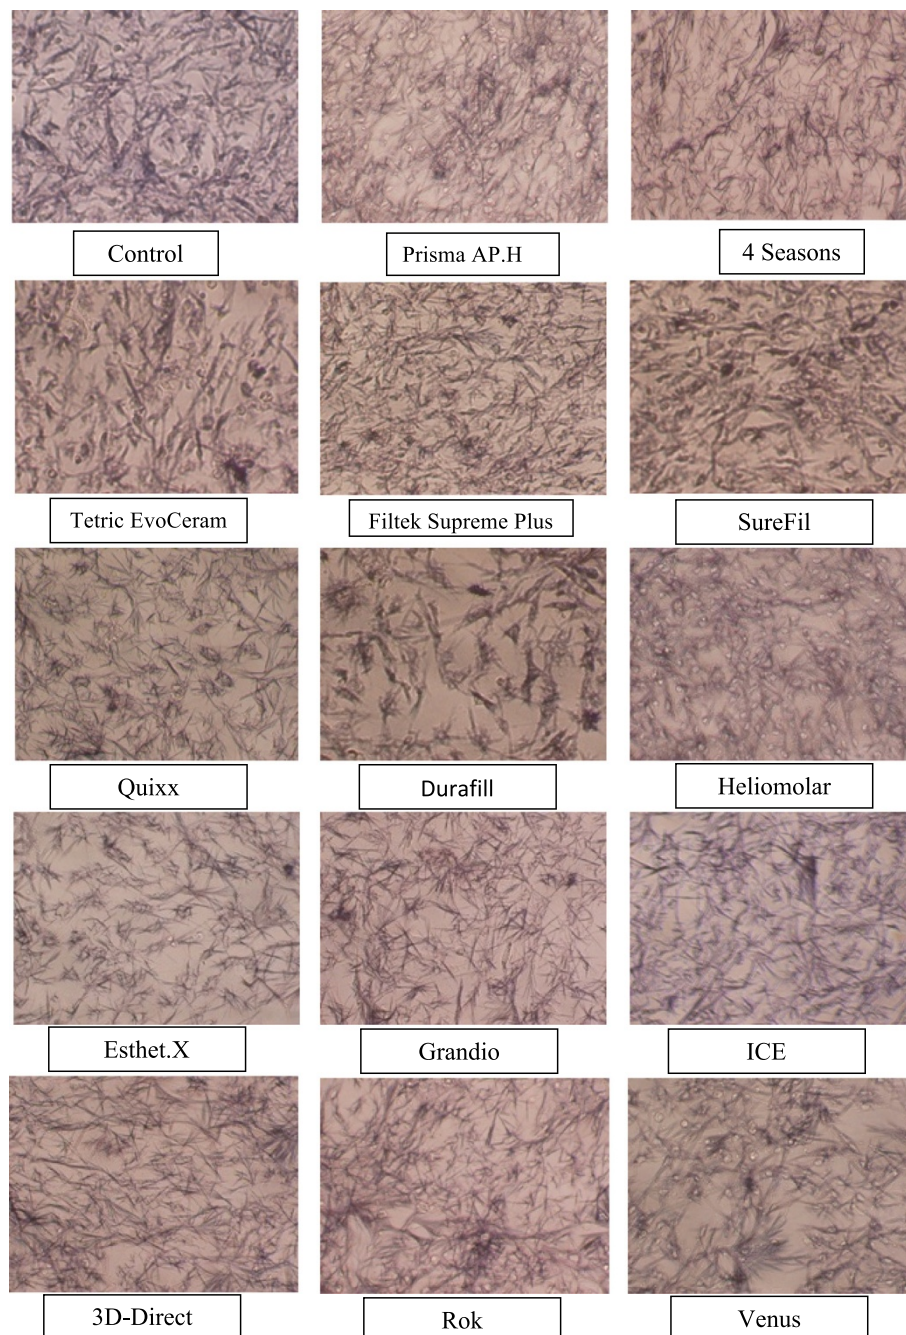 Control
Prisma AP.H
4 Seasons
Tetric EvoCeram
Filtek Supreme Plus
SureFil
Quixx
Durafill
Heliomolar
Esthet.X
Grandio
ICE
3D-Direct
Rok
Venus